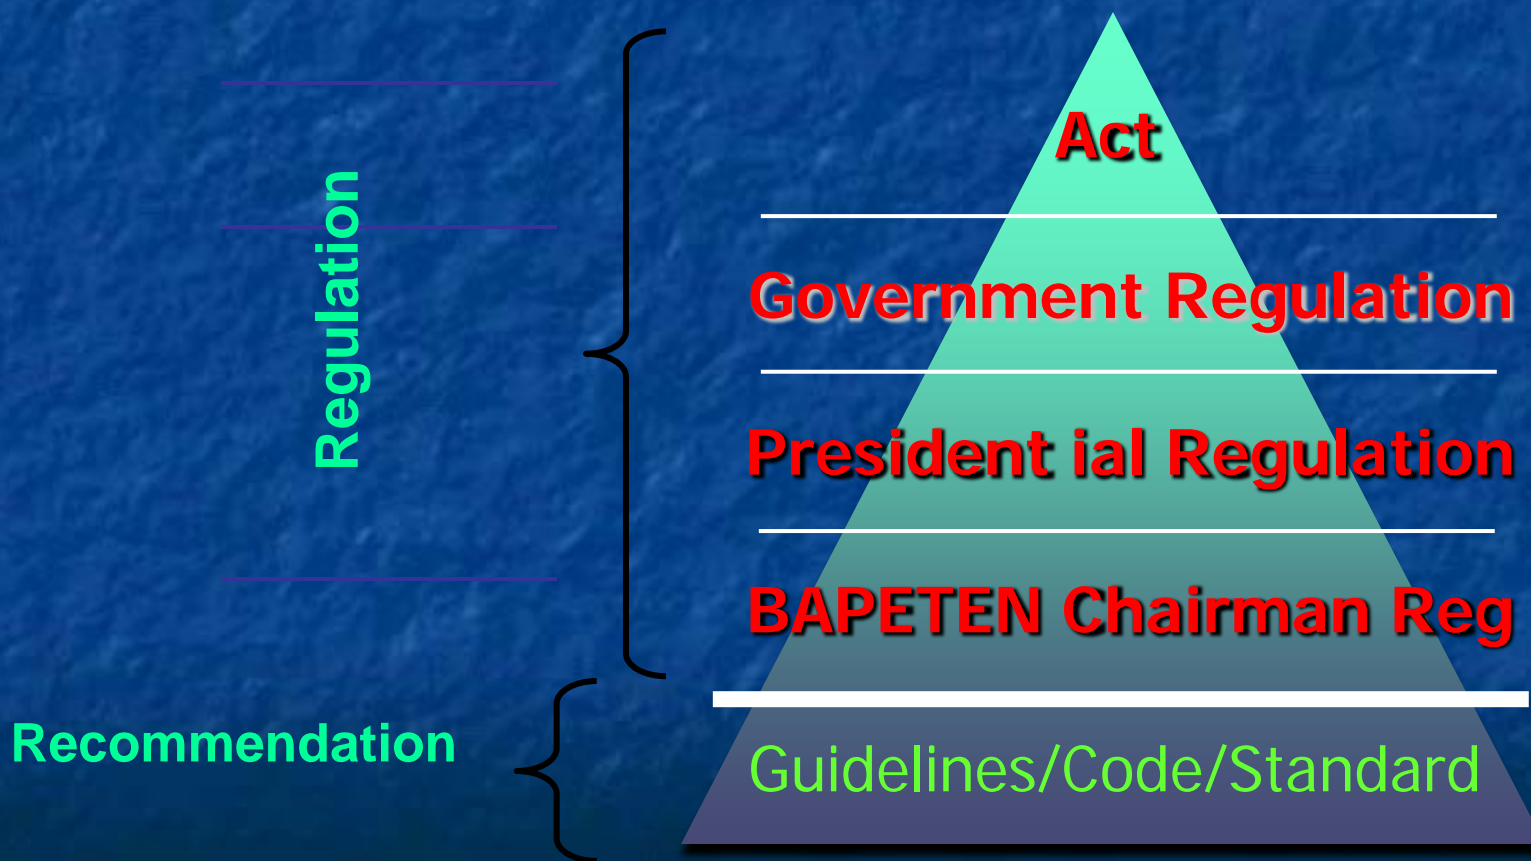 Regulation
Act
Government Regulation
President ial Regulation
BAPETEN Chairman Reg
Recommendation
Guidelines/Code/Standard